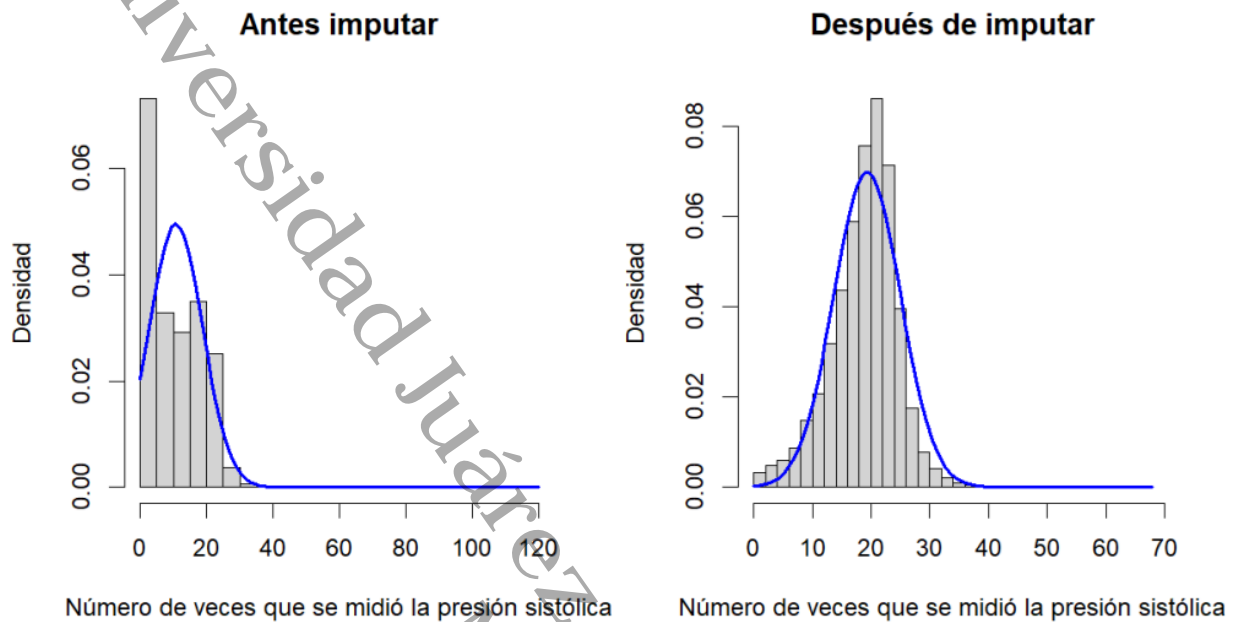 Antes imputar
Densidad
0.00 0.02 0.04 0.06
0 20 40 60 80 100 120
Número de veces que se midió la presión sistólica
Después de imputar
Densidad
0.00 0.02 0.04 0.06 0.08
0 10 20 30 40 50 60 70
Número de veces que se midió la presión sistólica
Juárez